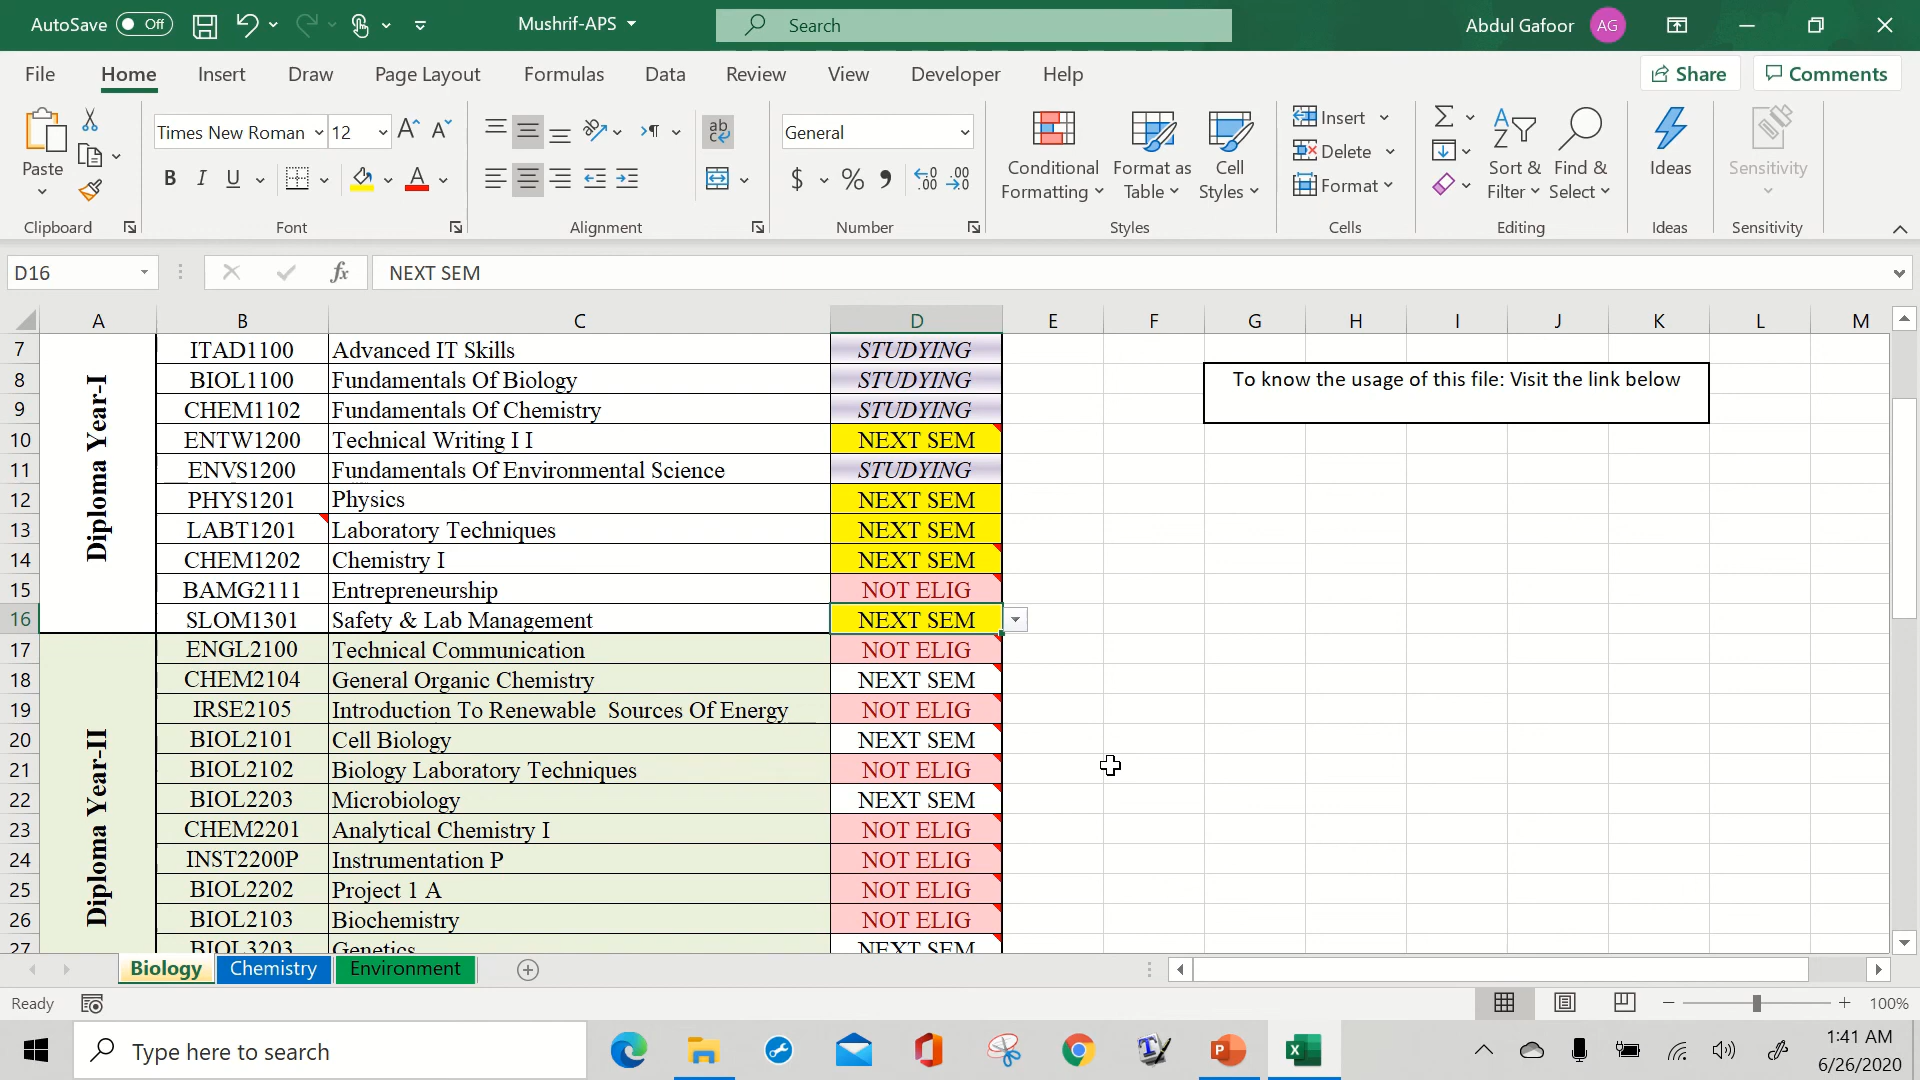 AutoSave Off
Mushrif-APS
Search
Abdul Gafoor AG
File Home Insert Draw Page Layout Formulas Data Review View Developer Help
Share Comments
Paste
Times New Roman 12
General
Conditional Formatting
Format as Table
Cell Styles
Insert
Delete
Format
Sort & Filter
Find & Select
Ideas
Sensitivity
Clipboard Font Alignment Number Styles Cells Editing Ideas Sensitivity
D16 fx NEXT SEM
A B C D E F G H I J K L M
Diploma Year-I
7 ITAD1100 Advanced IT Skills STUDYING
8 BIOL1100 Fundamentals Of Biology STUDYING
To know the usage of this file: Visit the link below
9 CHEM1102 Fundamentals Of Chemistry STUDYING
10 ENTW1200 Technical Writing I I NEXT SEM
11 ENVS1200 Fundamentals Of Environmental Science STUDYING
12 PHYS1201 Physics NEXT SEM
13 LABT1201 Laboratory Techniques NEXT SEM
14 CHEM1202 Chemistry I NEXT SEM
15 BAMG2111 Entrepreneurship NOT ELIG
16 SLOM1301 Safety & Lab Management NEXT SEM
Diploma Year-II
17 ENGL2100 Technical Communication NOT ELIG
18 CHEM2104 General Organic Chemistry NEXT SEM
19 IRSE2105 Introduction To Renewable Sources Of Energy NOT ELIG
20 BIOL2101 Cell Biology NEXT SEM
21 BIOL2102 Biology Laboratory Techniques NOT ELIG
22 BIOL2203 Microbiology NEXT SEM
23 CHEM2201 Analytical Chemistry I NOT ELIG
24 INST2200P Instrumentation P NOT ELIG
25 BIOL2202 Project 1 A NOT ELIG
26 BIOL2103 Biochemistry NOT ELIG
27 BIOL3203 Genetics NEXT SEM
Biology Chemistry Environment
Ready
100%
Type here to search
1:41 AM
6/26/2020